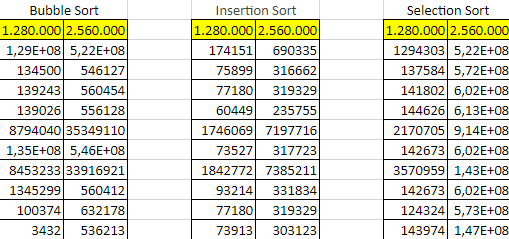 Bubble Sort Insertion Sort Selection Sort
1.280.000 2.560.000 1.280.000 2.560.000 1.280.000 2.560.000
1,29E+08 5,22E+08 174151 690335 1294303 5,22E+08
134500 546127 75899 316662 137584 5,72E+08
139243 560454 77180 319329 141802 6,02E+08
139026 556128 60449 235755 144626 6,13E+08
8794040 35349110 1746069 7197716 2170705 9,14E+08
1,35E+08 5,46E+08 73527 317723 142673 6,02E+08
8453233 33916921 1842772 7385211 3570959 1,43E+08
1345299 560412 93214 331834 142673 6,02E+08
100374 632178 77180 319329 124324 5,73E+08
3432 536213 73913 303123 143974 1,47E+08